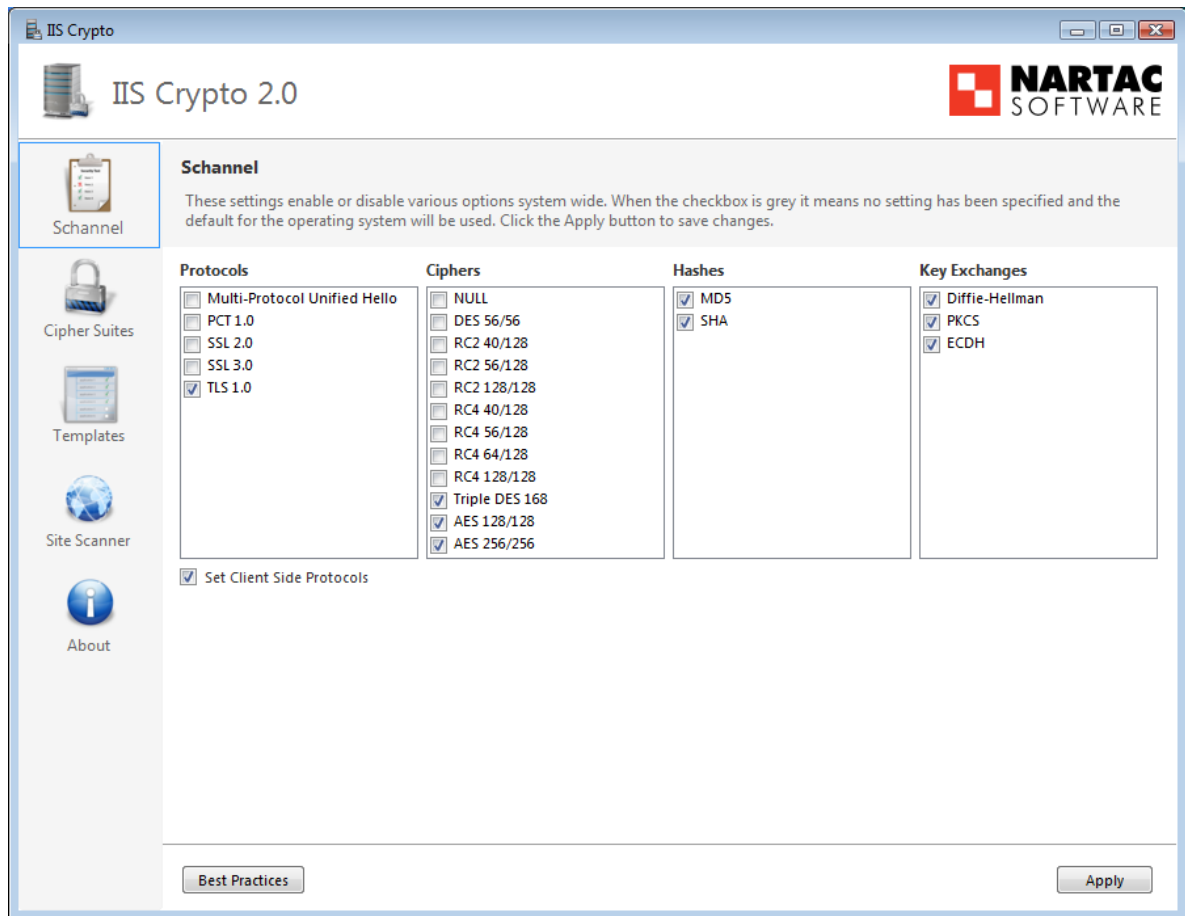 IIS Crypto
IIS Crypto 2.0
NARTAC
SOFTWARE
Schannel
Cipher Suites
Templates
Site Scanner
About
Schannel
These settings enable or disable various options system wide. When the checkbox is grey it means no setting has been specified and the
default for the operating system will be used. Click the Apply button to save changes.
Protocols
Multi-Protocol Unified Hello
PCT 1.0
SSL 2.0
SSL 3.0
TLS 1.0
Ciphers
NULL
DES 56/56
RC2 40/128
RC2 56/128
RC2 128/128
RC4 40/128
RC4 56/128
RC4 64/128
RC4 128/128
Triple DES 168
AES 128/128
AES 256/256
Hashes
MD5
SHA
Key Exchanges
Diffie-Hellman
PKCS
ECDH
Set Client Side Protocols
Best Practices
Apply